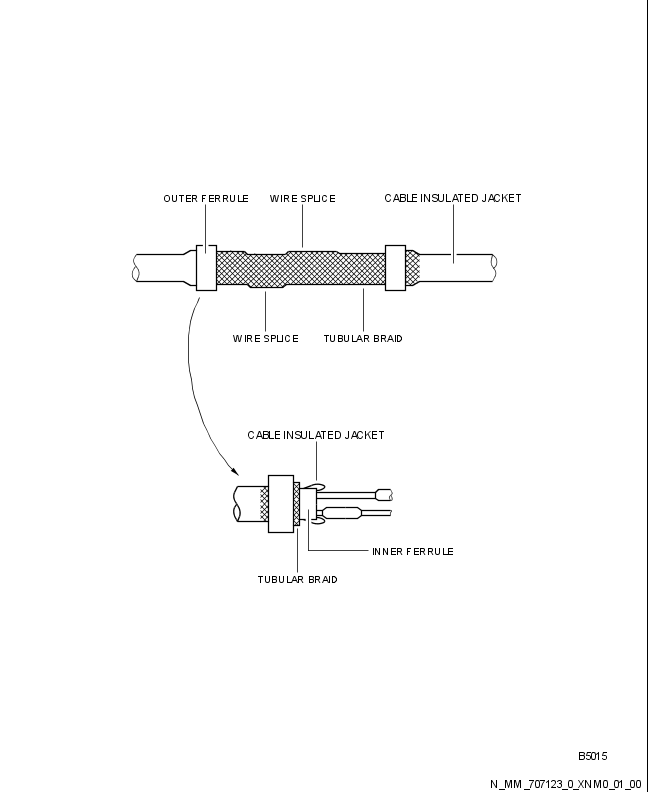 OUTER FERRULE
WIRE SPLICE
CABLE INSULATED JACKET
WIRE SPLICE
TUBULAR BRAID
CABLE INSULATED JACKET
INNER FERRULE
TUBULAR BRAID
B5015
N_MM_707123_0_XNM0_01_00